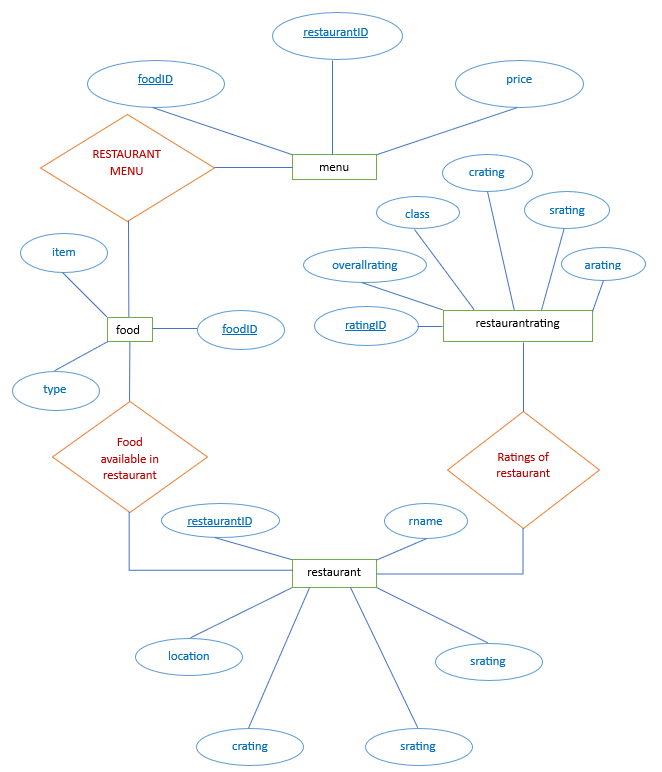 restaurantID
foodID
price
RESTAURANT
MENU
menu
crating
class
srating
item
overallrating
arating
food
foodID
ratingID
restaurantrating
type
Food
available in
restaurant
Ratings of
restaurant
restaurantID
rname
restaurant
location
srating
crating
srating